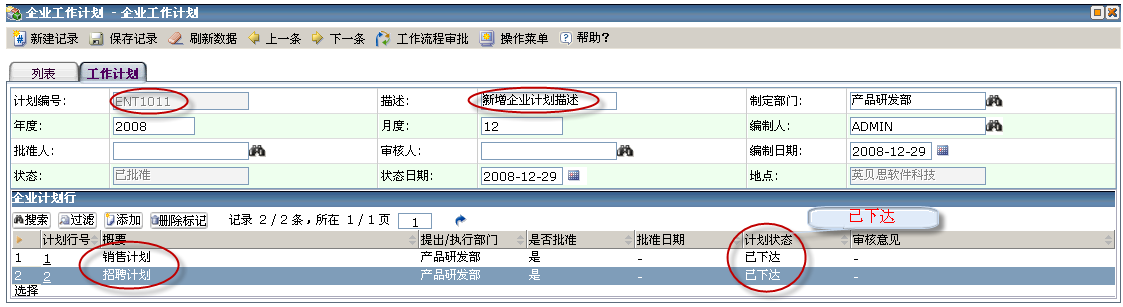 企业工作计划 - 企业工作计划
新建记录 保存记录 刷新数据 上一条 下一条 工作流程审批 操作菜单 帮助?
列表 工作计划
计划编号: ENT1011 描述: 新增企业计划描述 制定部门: 产品研发部
年度: 2008 月度: 12 编制人: ADMIN
批准人: 审核人: 编制日期: 2008-12-29
状态: 已批准 状态日期: 2008-12-29 地点: 英贝思软件科技
企业计划行
搜索 过滤 添加 删除标记 记录 2 / 2 条,所在 1 / 1 页 1 已下达
计划行号 概要 提出/执行部门 是否批准 批准日期 计划状态 审核意见
1 1 销售计划 产品研发部 是 - 已下达 -
2 2 招聘计划 产品研发部 是 - 已下达 -
选择